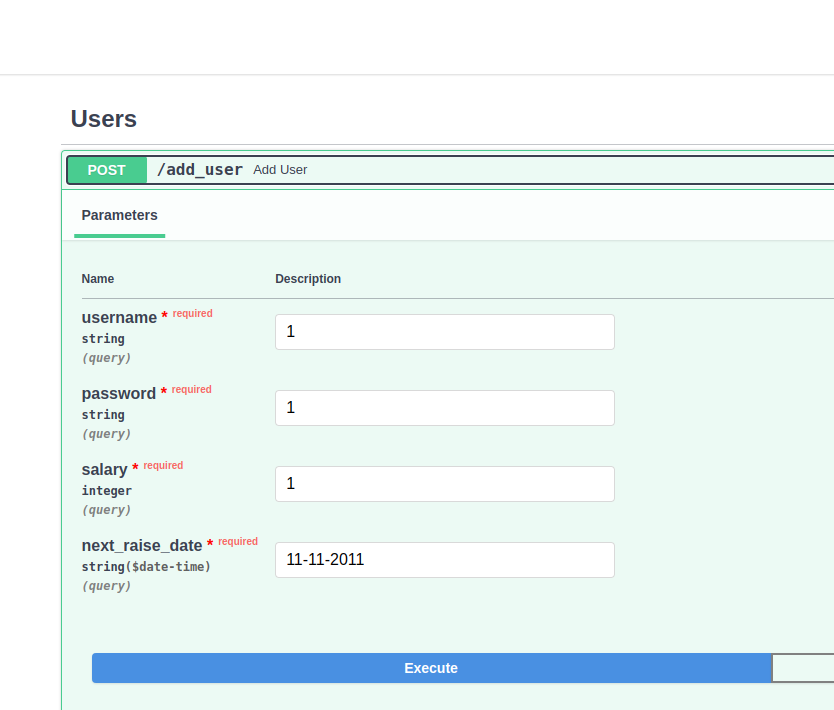 Users
POST /add_user Add User
Parameters
Name Description
username * required
string
(query)
1
password * required
string
(query)
1
salary * required
integer
(query)
1
next_raise_date * required
string($date-time)
(query)
11-11-2011
Execute